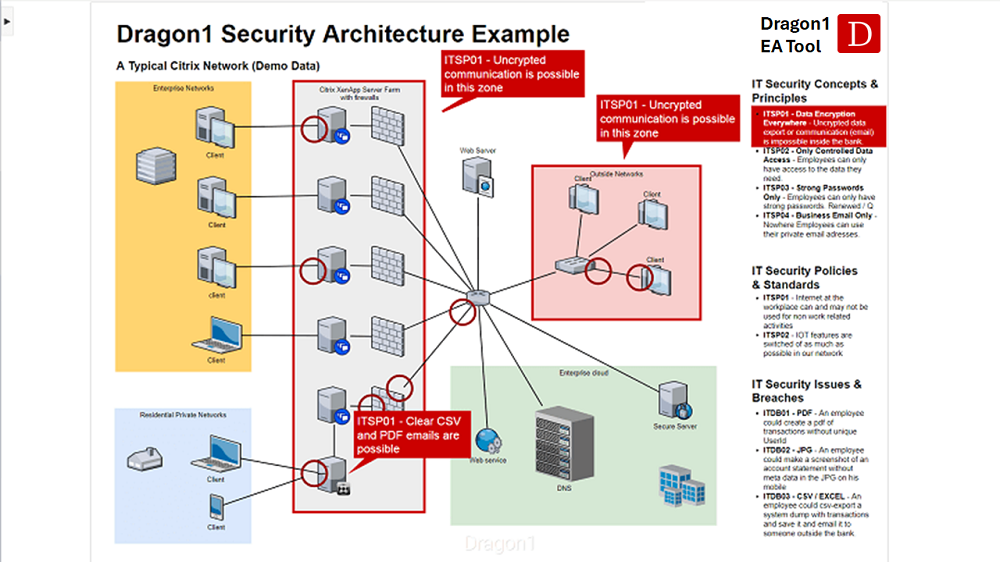 Dragon1 Security Architecture Example
Dragon1
EA Tool
D
A Typical Citrix Network (Demo Data)
ITSP01 - Uncrypted
communication is possible
in this zone
ITSP01 - Uncrypted
communication is possible
in this zone
Enterprise Networks
Client
Client
client
Client
Citrix XenApp Server Farm
with firewalls
Web Server
Outside Networks
Client
Client
Client
Residential Private Networks
Client
Client
ITSP01 - Clear CSV
and PDF emails are
possible
Enterprise cloud
Web service
DNS
Secure Server
IT Security Concepts &
Principles
ITSP01 - Data Encryption
Everywhere - Uncrypted data
export or communication (email)
is impossible inside the bank.
ITSP02 - Only Controlled Data
Access - Employees can only
have access to the data they
need.
ITSP03 - Strong Passwords
Only - Employees can only have
strong passwords. Renewed / Q
ITSP04 - Business Email Only -
Nowhere Employees can use
their private email adresses.
IT Security Policies
& Standards
ITSP01 - Internet at the
workplace can and may not be
used for non work related
activities
ITSP02 - IOT features are
switched of as much as
possible in our network
IT Security Issues &
Breaches
ITDB01 - PDF - An employee
could create a pdf of
transactions without unique
UserId
ITDB02 - JPG - An employee
could make a screenshot of an
account statement without
meta data in the JPG on his
mobile
ITDB03 - CSV / EXCEL - An
employee could csv-export a
system dump with transactions
and save it and email it to
someone outside the bank.
Dragon1